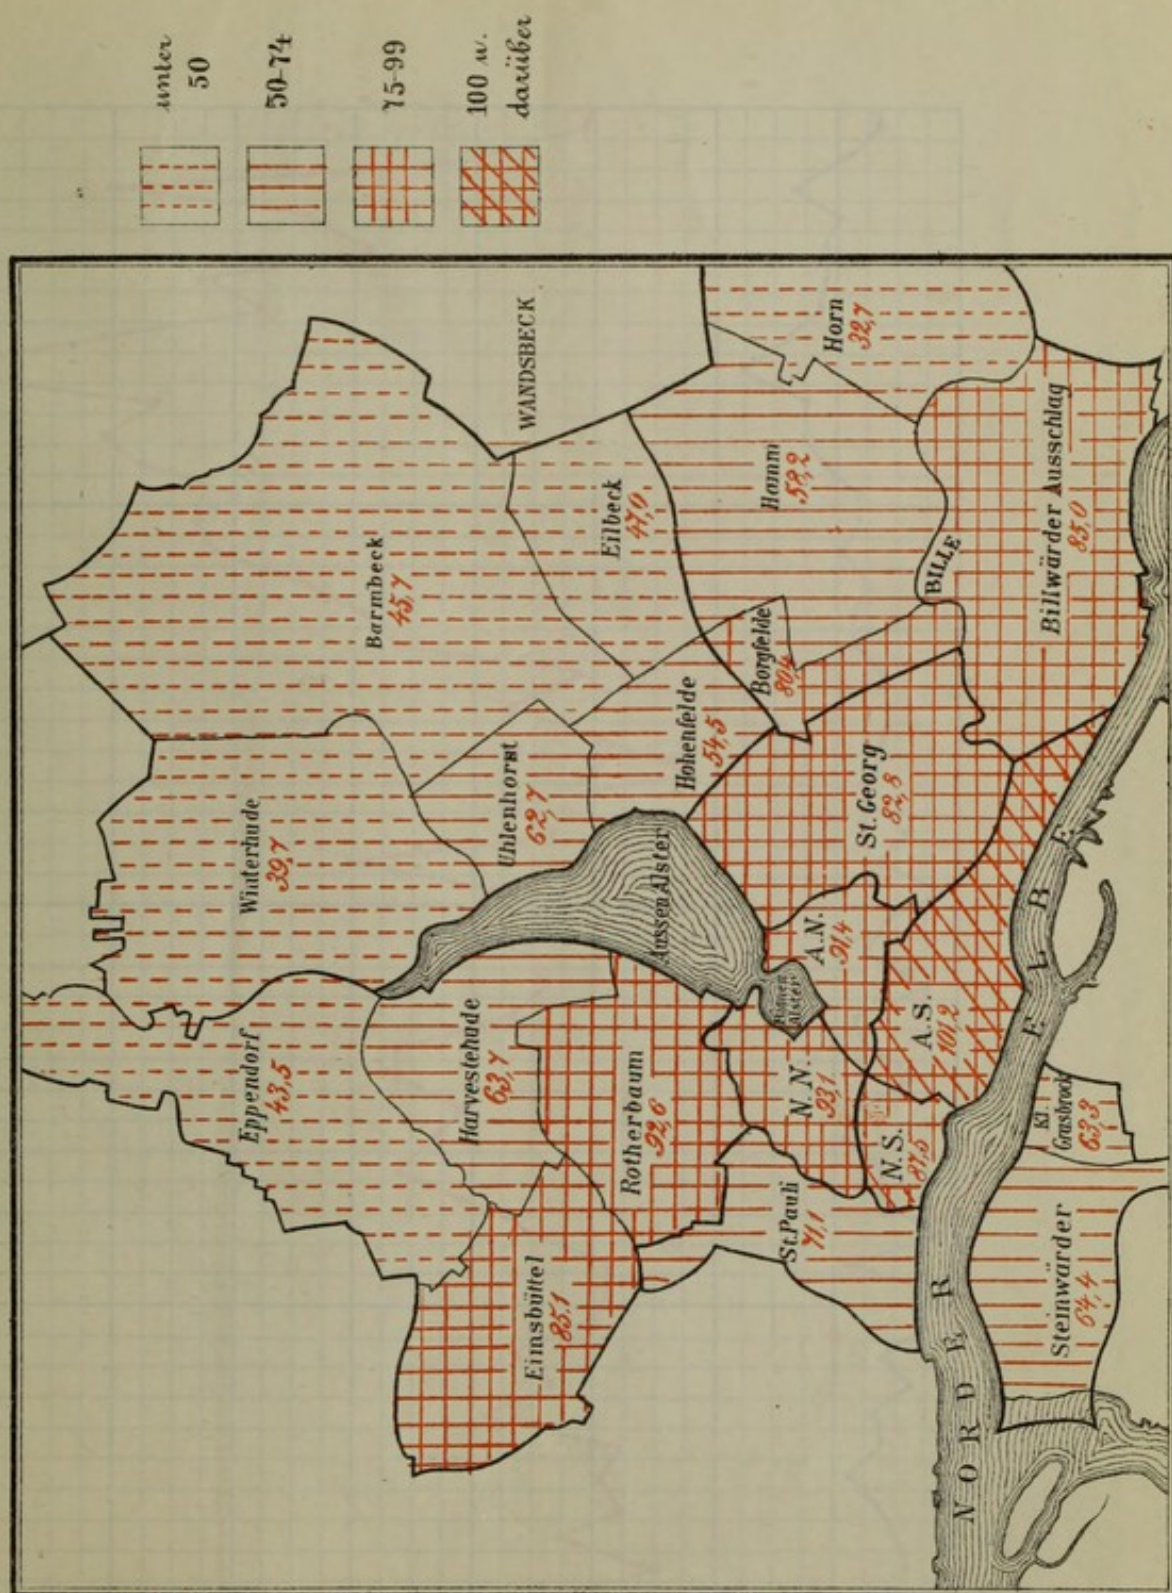 unter
50
50-74
75-99
100 u.
darüber
WANDSBECK
Barmbeck
45,7
Winterhude
39,7
Eppendorf
43,5
Eilbeck
47,0
Uhlenhorst
62,7
Harvestehude
63,7
Eimsbüttel
85,1
Rotherbaum
92,6
Aussen Alster
Hohenfelde
54,5
Borgfelde
80,4
Hamm
58,2
Horn
32,7
BILLE
Billwärder Ausschlag
85,0
St. Georg
82,8
A.N.
91,4
Alster
N.N.
93,1
A.S.
101,2
N.S.
87,5
St. Pauli
71,1
NORDER ELBE
Kl.
Grasbrook
63,3
Steinwärder
64,4